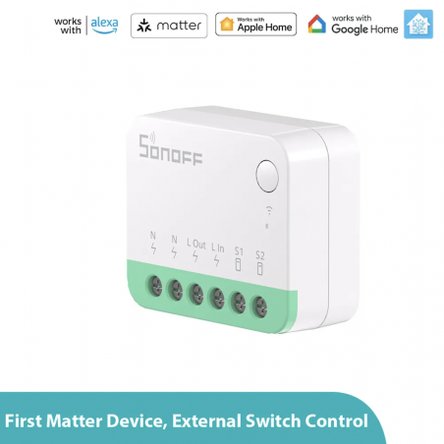 works with alexa
matter
Works with Apple Home
works with Google Home
SONOFF
N N L Out L In S1 S2
First Matter Device, External Switch Control